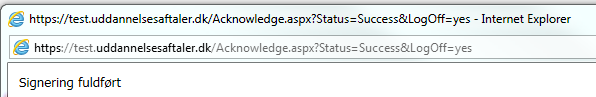 https://test.uddannelsesaftaler.dk/Acknowledge.aspx?Status=Success&LogOff=yes - Internet Explorer
https://test.uddannelsesaftaler.dk/Acknowledge.aspx?Status=Success&LogOff=yes
Signering fuldført